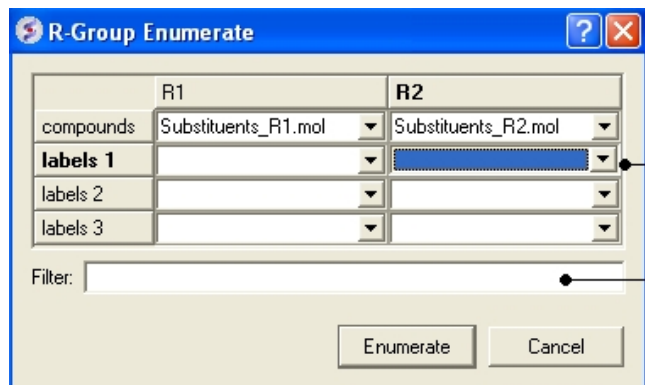 R-Group Enumerate
R1 R2
compounds Substituents_R1.mol Substituents_R2.mol
labels 1
labels 2
labels 3
Filter:
Enumerate Cancel